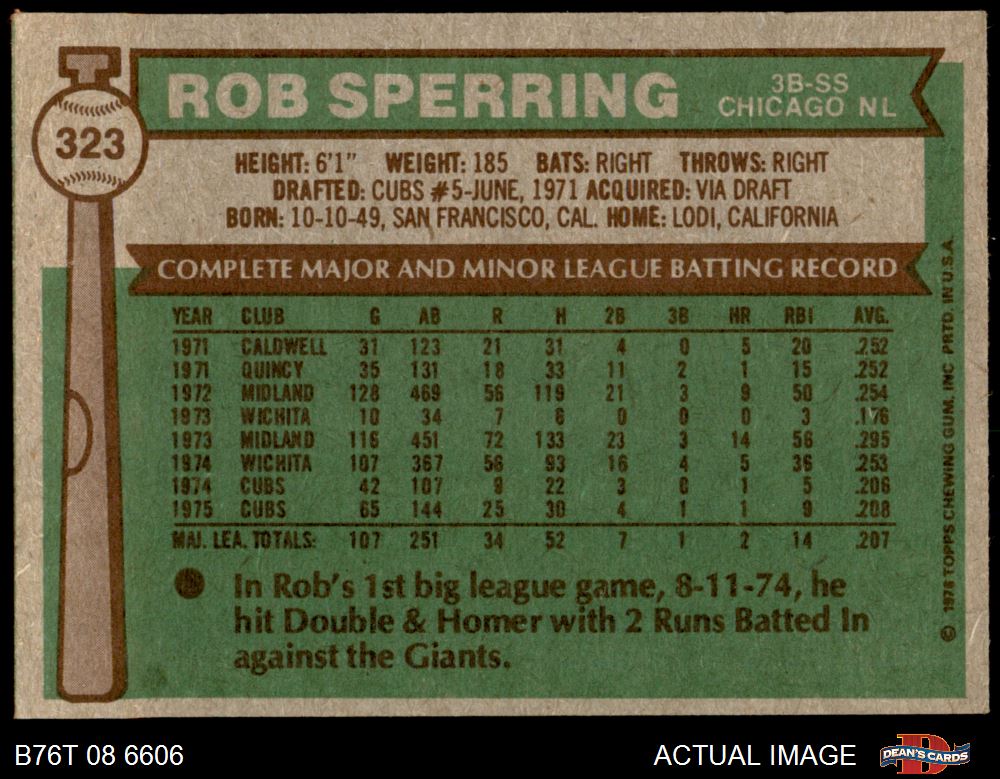 ROB SPERRING
3B-SS
CHICAGO NL
323
HEIGHT: 6'1" WEIGHT: 185 BATS: RIGHT THROWS: RIGHT
DRAFTED: CUBS #5-JUNE, 1971 ACQUIRED: VIA DRAFT
BORN: 10-10-49, SAN FRANCISCO, CAL. HOME: LODI, CALIFORNIA
COMPLETE MAJOR AND MINOR LEAGUE BATTING RECORD
YEAR CLUB G AB R H 2B 3B HR RBI AVG.
1971 CALDWELL 31 123 21 31 4 0 5 20 .252
1971 QUINCY 35 131 18 33 11 2 1 15 .252
1972 MIDLAND 128 469 56 119 21 3 9 50 .254
1973 WICHITA 10 34 7 6 0 0 0 3 .176
1973 MIDLAND 116 451 72 133 23 3 14 56 .295
1974 WICHITA 107 367 56 93 16 4 5 36 .253
1974 CUBS 42 107 9 22 3 0 1 5 .206
1975 CUBS 65 144 25 30 4 1 1 9 .208
MAJ. LEA. TOTALS: 107 251 34 52 7 1 2 14 .207
In Rob's 1st big league game, 8-11-74, he
hit Double & Homer with 2 Runs Batted In
against the Giants.
© 1976 TOPPS CHEWING GUM, INC PRTD. IN U.S.A.
B76T 08 6606
ACTUAL IMAGE
DEAN'S CARDS